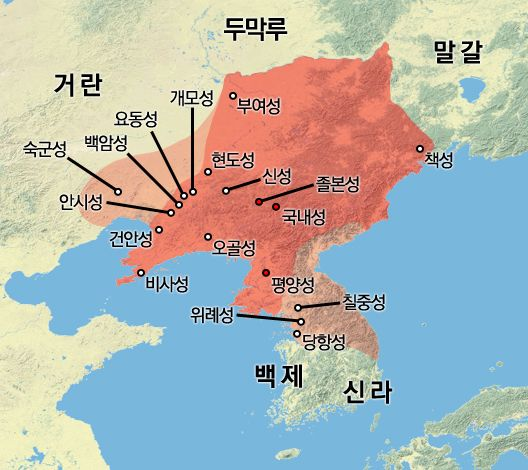 두막루
말갈
거란
개모성
부여성
요동성
백암성
숙군성
현도성
책성
신성
졸본성
안시성
국내성
건안성
오골성
비사성
평양성
칠중성
위례성
당항성
백제
신라